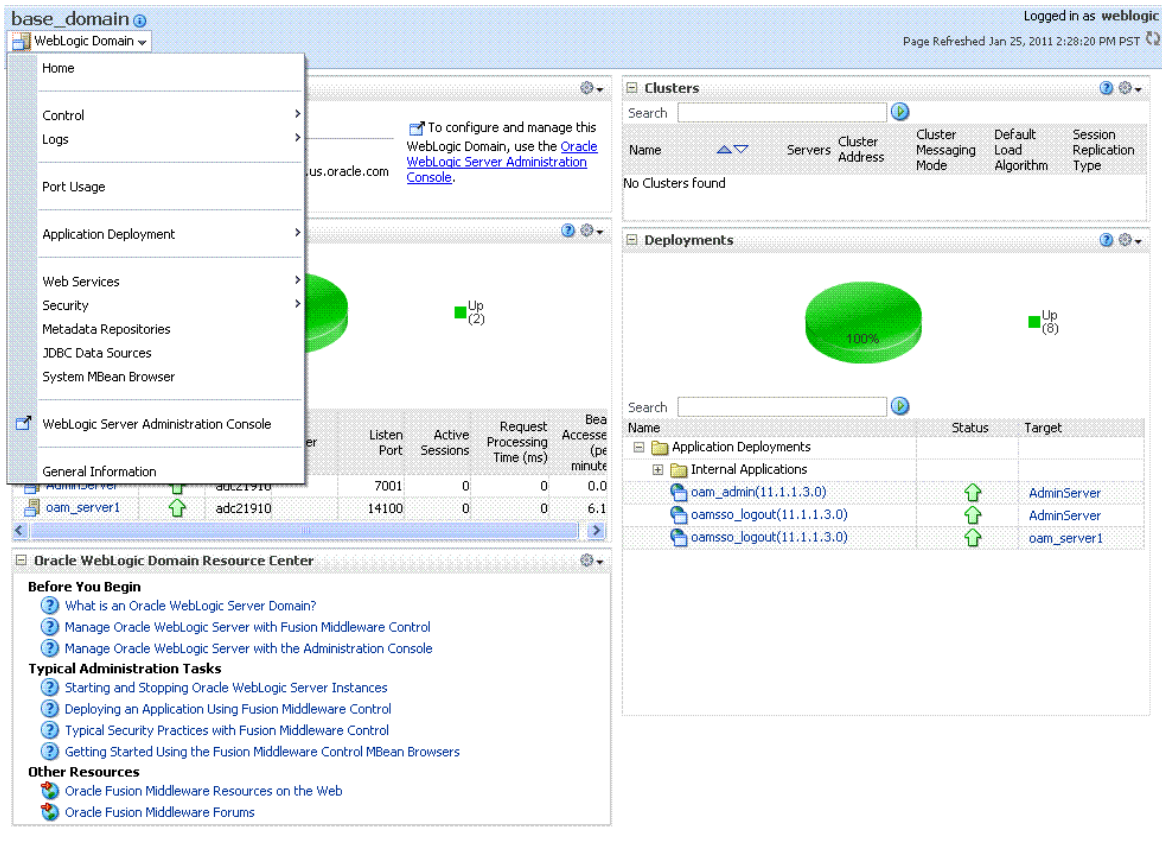 base_domain
Logged in as weblogic
WebLogic Domain
Page Refreshed Jan 25, 2011 2:28:20 PM PST
Home
Control
Logs
Port Usage
Application Deployment
Web Services
Security
Metadata Repositories
JDBC Data Sources
System MBean Browser
WebLogic Server Administration Console
General Information
To configure and manage this
WebLogic Domain, use the Oracle
WebLogic Server Administration
Console.
.us.oracle.com
Up
(2)
Listen
Port
Active
Sessions
Request
Processing
Time (ms)
Bea
Accesse
(pe
minute
er
AdminServer adc21910 7001 0 0 0.0
oam_server1 adc21910 14100 0 0 6.1
Oracle WebLogic Domain Resource Center
Before You Begin
What is an Oracle WebLogic Server Domain?
Manage Oracle WebLogic Server with Fusion Middleware Control
Manage Oracle WebLogic Server with the Administration Console
Typical Administration Tasks
Starting and Stopping Oracle WebLogic Server Instances
Deploying an Application Using Fusion Middleware Control
Typical Security Practices with Fusion Middleware Control
Getting Started Using the Fusion Middleware Control MBean Browsers
Other Resources
Oracle Fusion Middleware Resources on the Web
Oracle Fusion Middleware Forums
Clusters
Search
Name
Servers
Cluster
Address
Cluster
Messaging
Mode
Default
Load
Algorithm
Session
Replication
Type
No Clusters found
Deployments
100%
Up
(8)
Search
Name Status Target
Application Deployments
Internal Applications
oam_admin(11.1.1.3.0) AdminServer
oamsso_logout(11.1.1.3.0) AdminServer
oamsso_logout(11.1.1.3.0) oam_server1